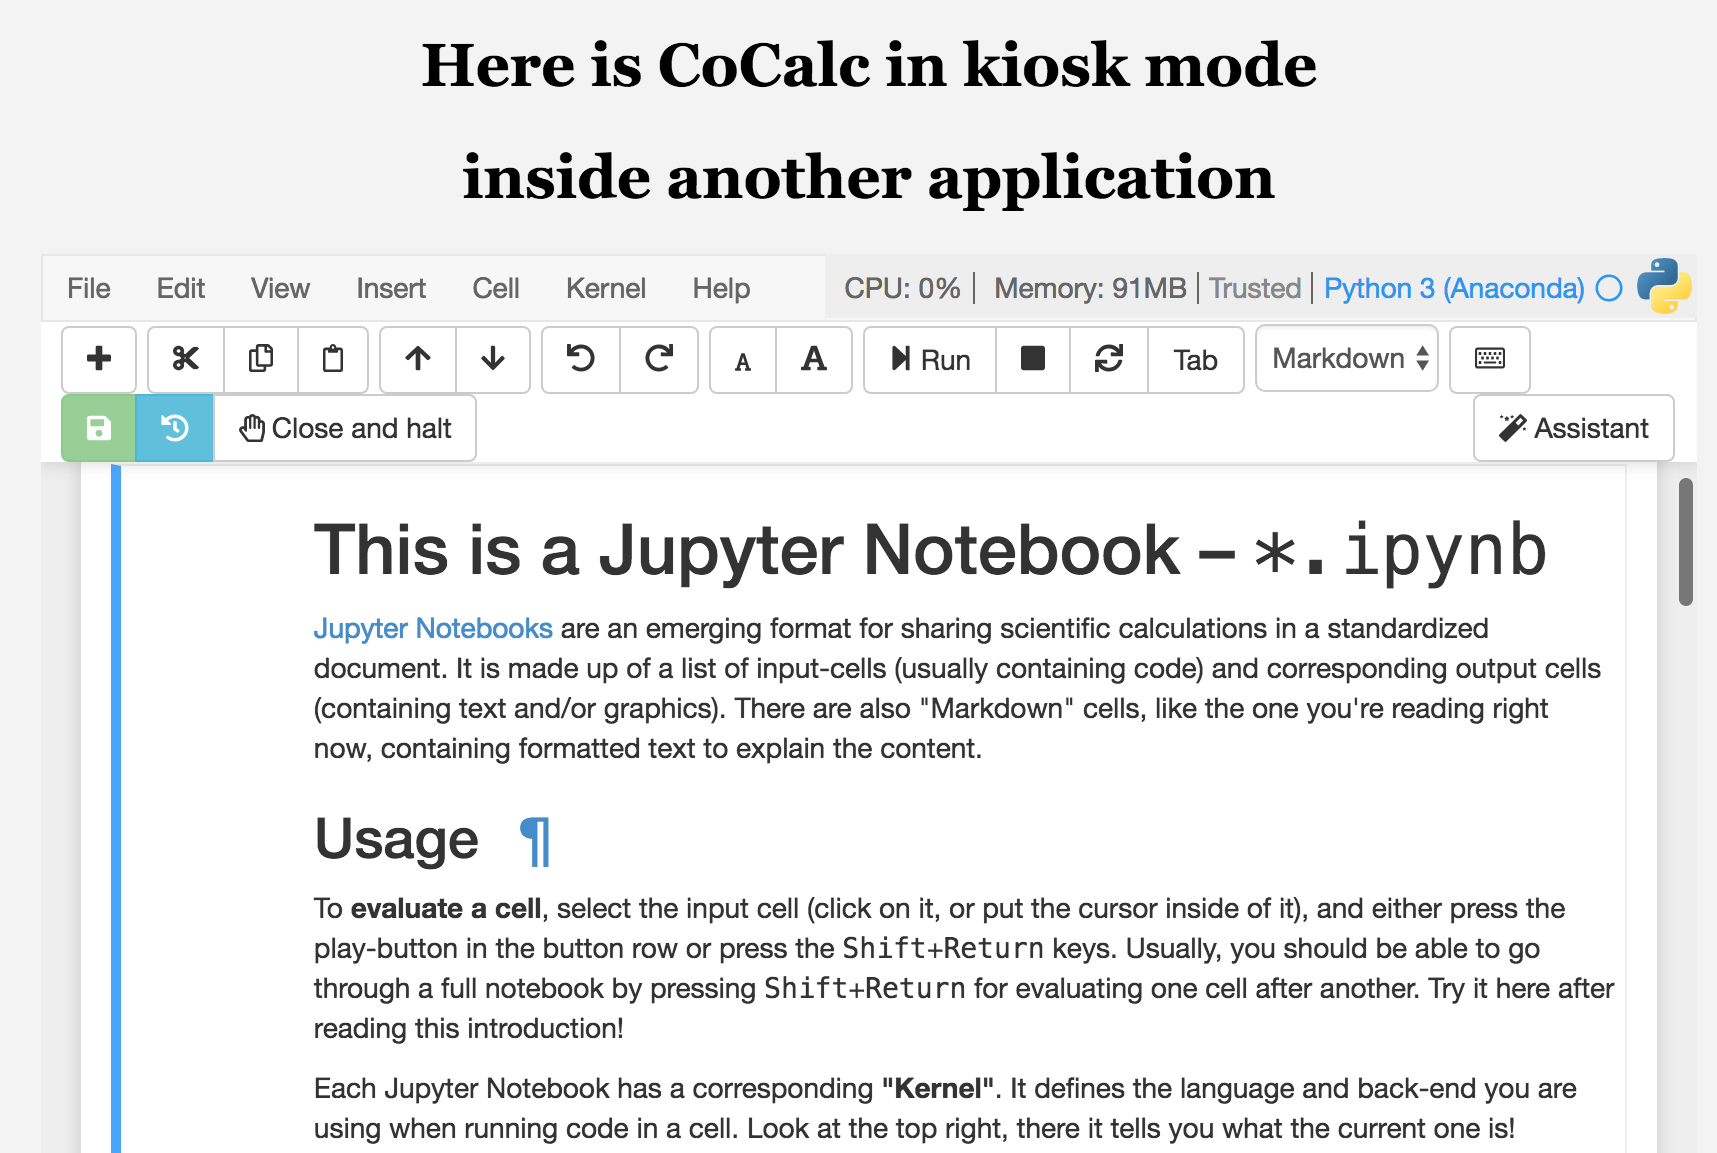 Here is CoCalc in kiosk mode
inside another application
File Edit View Insert Cell Kernel Help CPU: 0% Memory: 91MB Trusted Python 3 (Anaconda)
A A Run Tab Markdown
Close and halt Assistant
This is a Jupyter Notebook – *.ipynb
Jupyter Notebooks are an emerging format for sharing scientific calculations in a standardized
document. It is made up of a list of input-cells (usually containing code) and corresponding output cells
(containing text and/or graphics). There are also "Markdown" cells, like the one you're reading right
now, containing formatted text to explain the content.
Usage ¶
To evaluate a cell, select the input cell (click on it, or put the cursor inside of it), and either press the
play-button in the button row or press the Shift+Return keys. Usually, you should be able to go
through a full notebook by pressing Shift+Return for evaluating one cell after another. Try it here after
reading this introduction!
Each Jupyter Notebook has a corresponding "Kernel". It defines the language and back-end you are
using when running code in a cell. Look at the top right, there it tells you what the current one is!